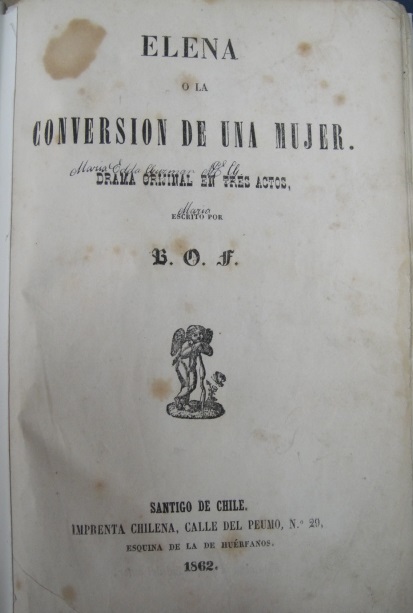 ELENA
O LA
CONVERSION DE UNA MUJER.
DRAMA ORIJINAL EN TRES ACTOS,
Mario
ESCRITO POR
B. O. F.
SANTIGO DE CHILE.
IMPRENTA CHILENA, CALLE DEL PEUMO, N.° 29,
ESQUINA DE LA DE HUÉRFANOS.
1862.